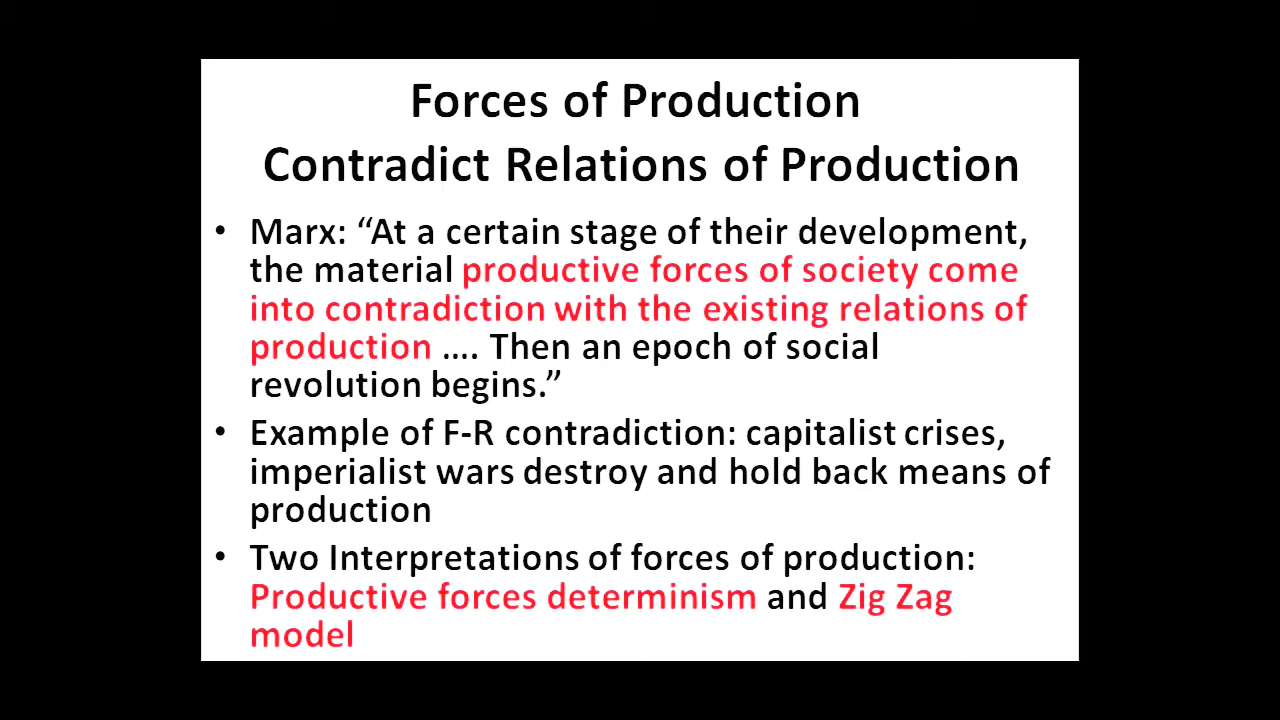 Forces of Production
Contradict Relations of Production
• Marx: “At a certain stage of their development,
the material productive forces of society come
into contradiction with the existing relations of
production .... Then an epoch of social
revolution begins.”
• Example of F-R contradiction: capitalist crises,
imperialist wars destroy and hold back means of
production
• Two Interpretations of forces of production:
Productive forces determinism and Zig Zag
model